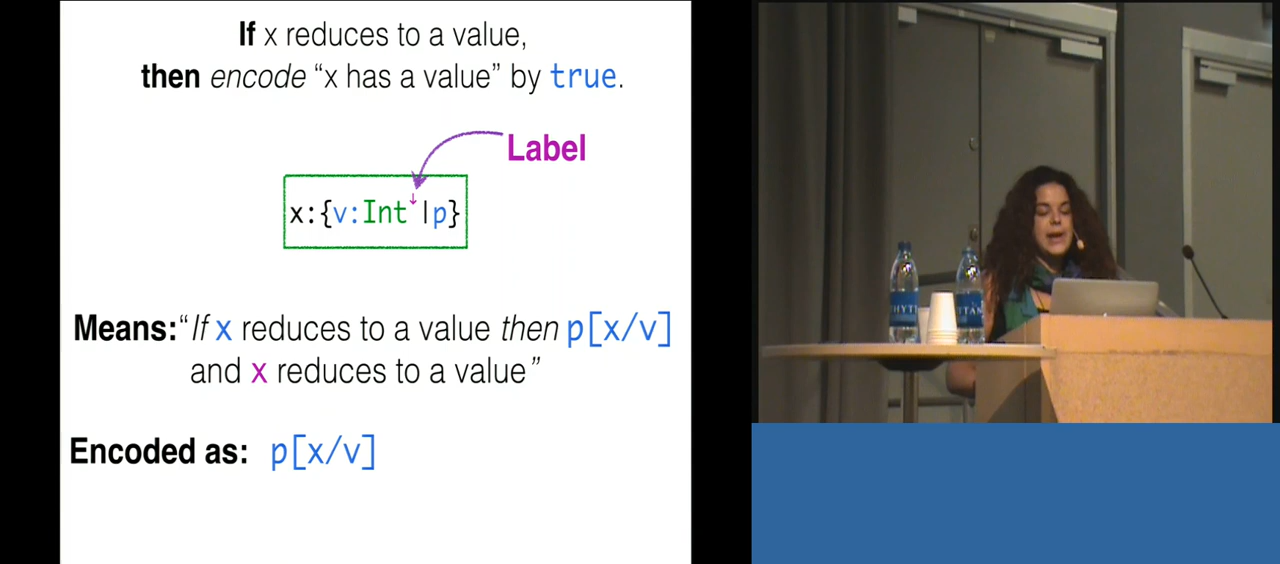 If x reduces to a value,
then encode “x has a value” by true.
Label
x:{v:Int↓|p}
Means:“If x reduces to a value then p[x/v]
and x reduces to a value”
Encoded as: p[x/v]